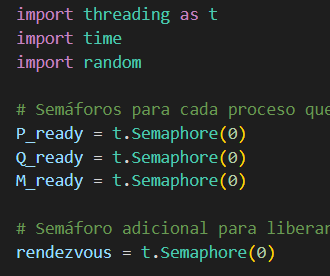 import threading as t
import time
import random
# Semáforos para cada proceso que
P_ready = t.Semaphore(0)
Q_ready = t.Semaphore(0)
M_ready = t.Semaphore(0)
# Semáforo adicional para liberar
rendezvous = t.Semaphore(0)